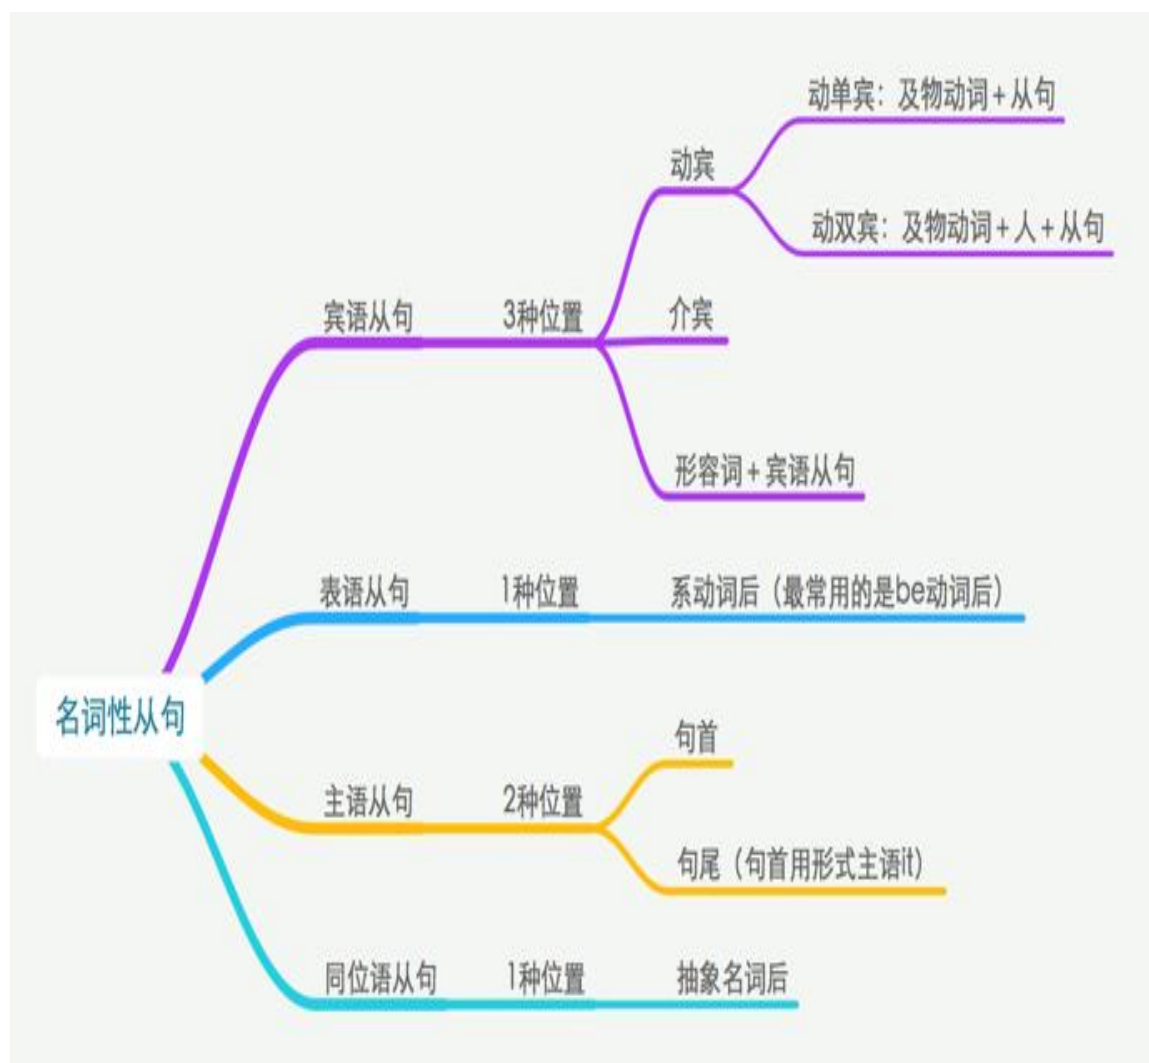 动单宾：及物动词+从句
动宾
动双宾：及物动词+人+从句
宾语从句
3种位置
介宾
形容词+宾语从句
表语从句
1种位置
系动词后（最常用的是be动词后）
名词性从句
句首
主语从句
2种位置
句尾（句首用形式主语it）
同位语从句
1种位置
抽象名词后